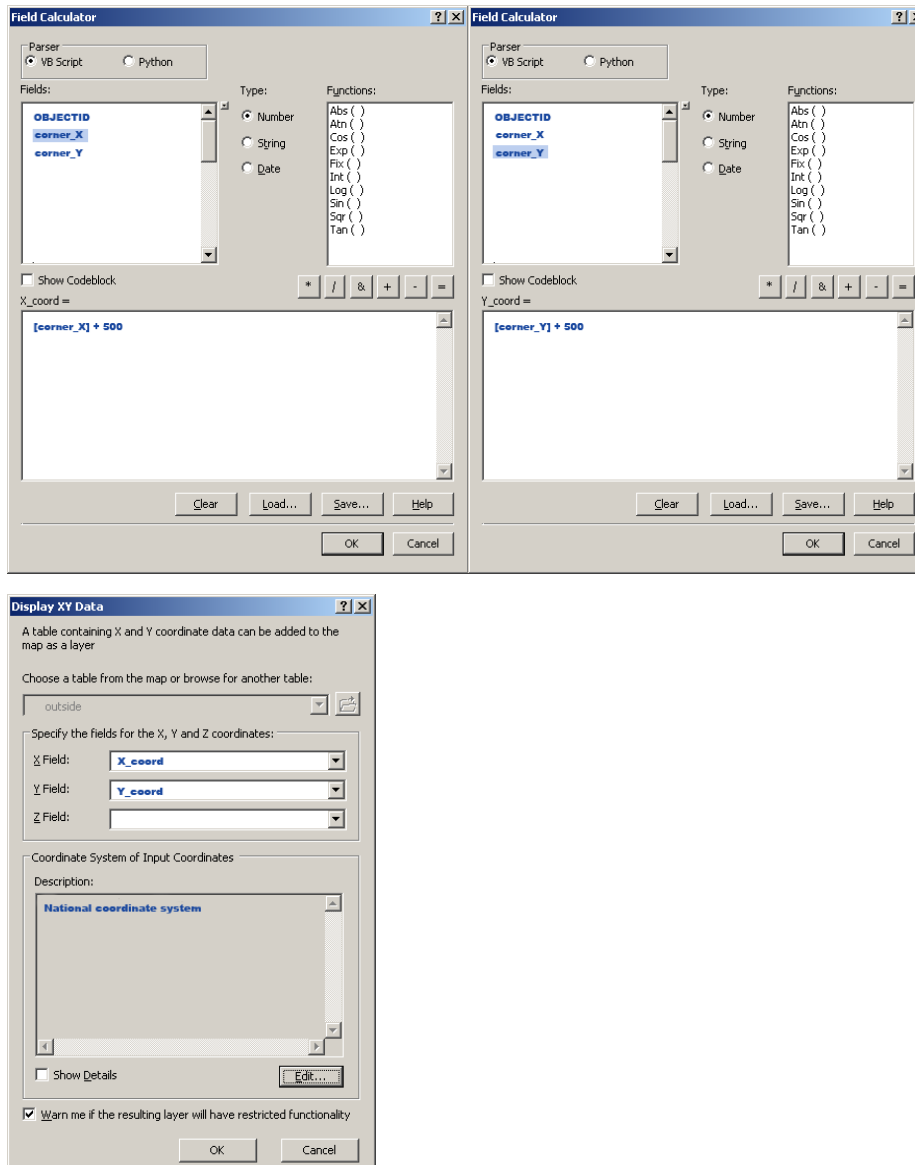 Field Calculator
Parser
VB Script Python
Fields:
Type:
Functions:
OBJECTID
corner_X
corner_Y
Number
String
Date
Abs ( )
Atn ( )
Cos ( )
Exp ( )
Fix ( )
Int ( )
Log ( )
Sin ( )
Sqr ( )
Tan ( )
Show Codeblock
* / & + - =
X_coord =
[corner_X] + 500
Clear Load... Save... Help
OK Cancel
Field Calculator
Parser
VB Script Python
Fields:
Type:
Functions:
OBJECTID
corner_X
corner_Y
Number
String
Date
Abs ( )
Atn ( )
Cos ( )
Exp ( )
Fix ( )
Int ( )
Log ( )
Sin ( )
Sqr ( )
Tan ( )
Show Codeblock
* / & + - =
Y_coord =
[corner_Y] + 500
Clear Load... Save... Help
OK Cancel
Display XY Data
A table containing X and Y coordinate data can be added to the
map as a layer
Choose a table from the map or browse for another table:
outside
Specify the fields for the X, Y and Z coordinates:
X Field: X_coord
Y Field: Y_coord
Z Field:
Coordinate System of Input Coordinates
Description:
National coordinate system
Show Details Edit...
Warn me if the resulting layer will have restricted functionality
OK Cancel